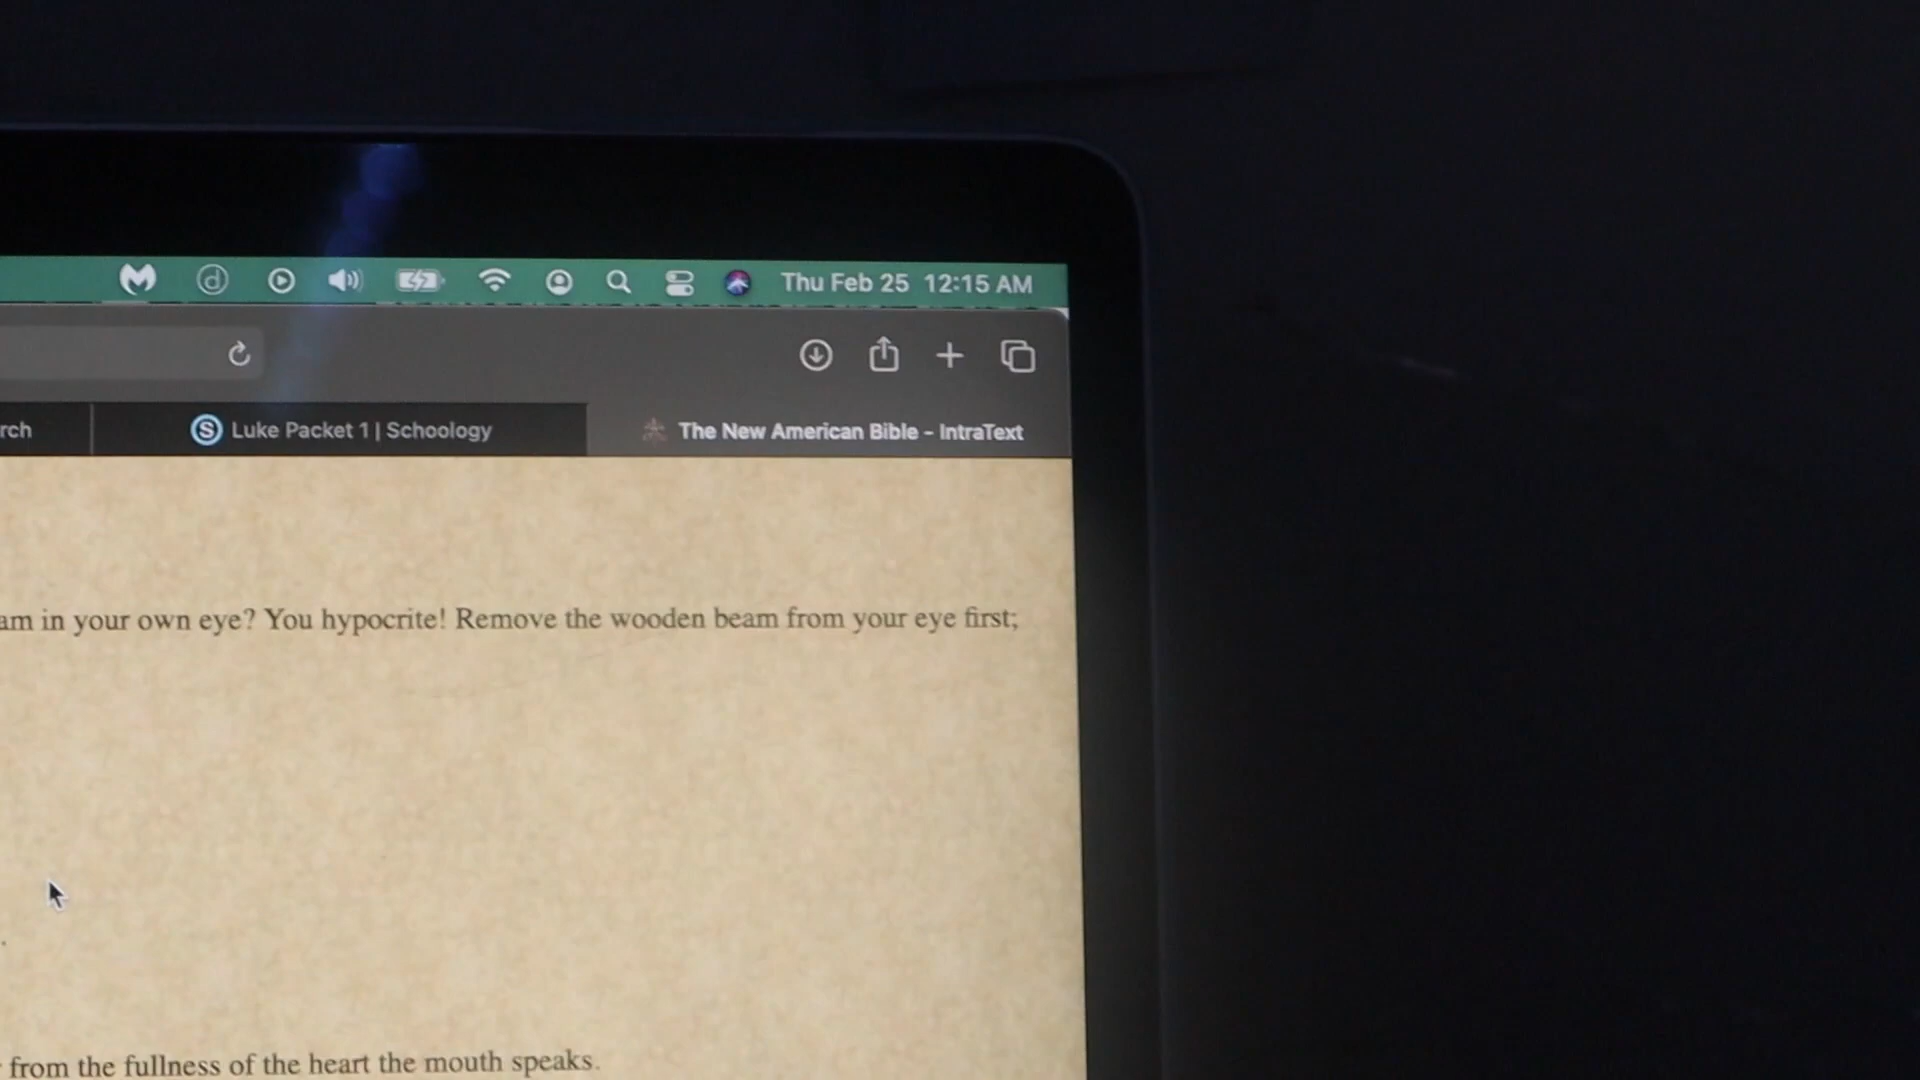 Thu Feb 25 12:15 AM
rch
Luke Packet 1 | Schoology
The New American Bible - IntraText
am in your own eye? You hypocrite! Remove the wooden beam from your eye first;
.
from the fullness of the heart the mouth speaks.